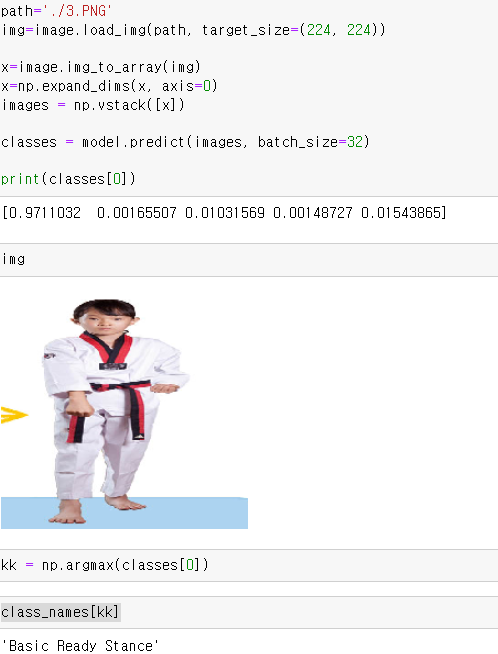 path='./3.PNG'
img=image.load_img(path, target_size=(224, 224))
x=image.img_to_array(img)
x=np.expand_dims(x, axis=0)
images = np.vstack([x])
classes = model.predict(images, batch_size=32)
print(classes[0])
[0.9711032  0.00165507 0.01031569 0.00148727 0.01543865]
img
kk = np.argmax(classes[0])
class_names[kk]
'Basic Ready Stance'